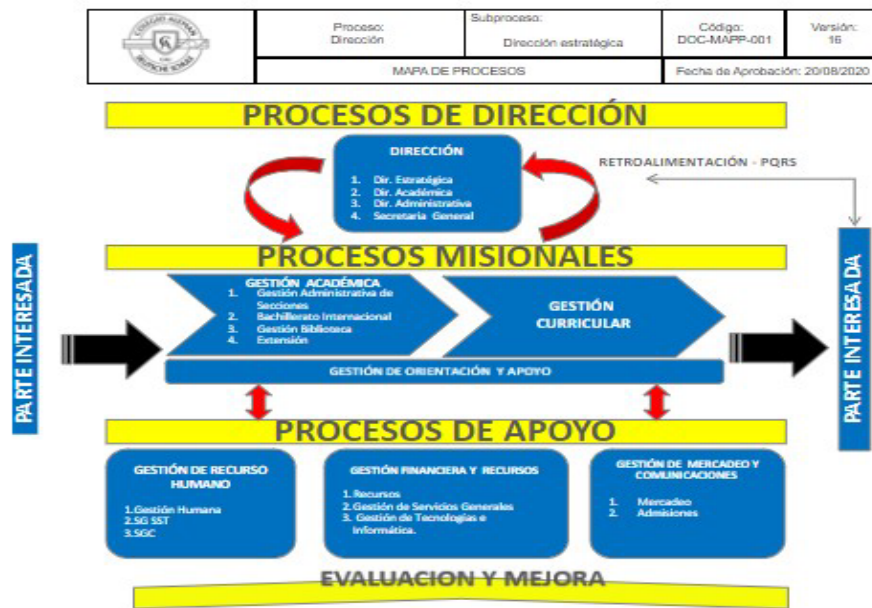 COLEGIO ALEMAN
DEUTSCHE SCHULE
Proceso:
Dirección
Subproceso:
Dirección estratégica
Código:
DOC-MAPP-001
Versión:
16
MAPA DE PROCESOS
Fecha de Aprobación: 20/08/2020
PROCESOS DE DIRECCIÓN
DIRECCIÓN
1. Dir. Estratégica
2. Dir. Académica
3. Dir. Administrativa
4. Secretaria General
RETROALIMENTACIÓN - PQRS
PROCESOS MISIONALES
PARTE INTERESADA
GESTIÓN ACADÉMICA
1. Gestión Administrativa de
Secciones
2. Bachillerato Internacional
3. Gestión Biblioteca
4. Extensión
GESTIÓN
CURRICULAR
PARTE INTERESADA
GESTIÓN DE ORIENTACIÓN Y APOYO
PROCESOS DE APOYO
GESTIÓN DE RECURSO
HUMANO
1.Gestión Humana
2.SG SST
3.SGC
GESTIÓN FINANCIERA Y RECURSOS
1.Recursos
2.Gestión de Servicios Generales
3. Gestión de Tecnologías e
Informática.
GESTIÓN DE MERCADEO Y
COMUNICACIONES
1. Mercadeo
2. Admisiones
EVALUACION Y MEJORA